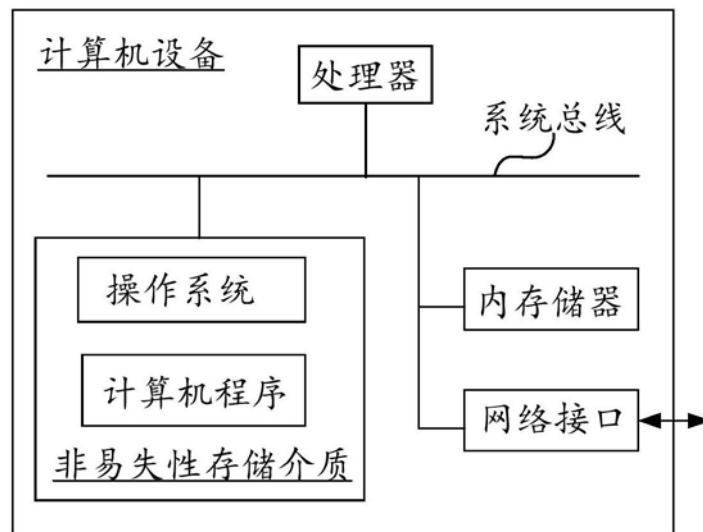 计算机设备
处理器
系统总线
操作系统
内存储器
计算机程序
网络接口
非易失性存储介质